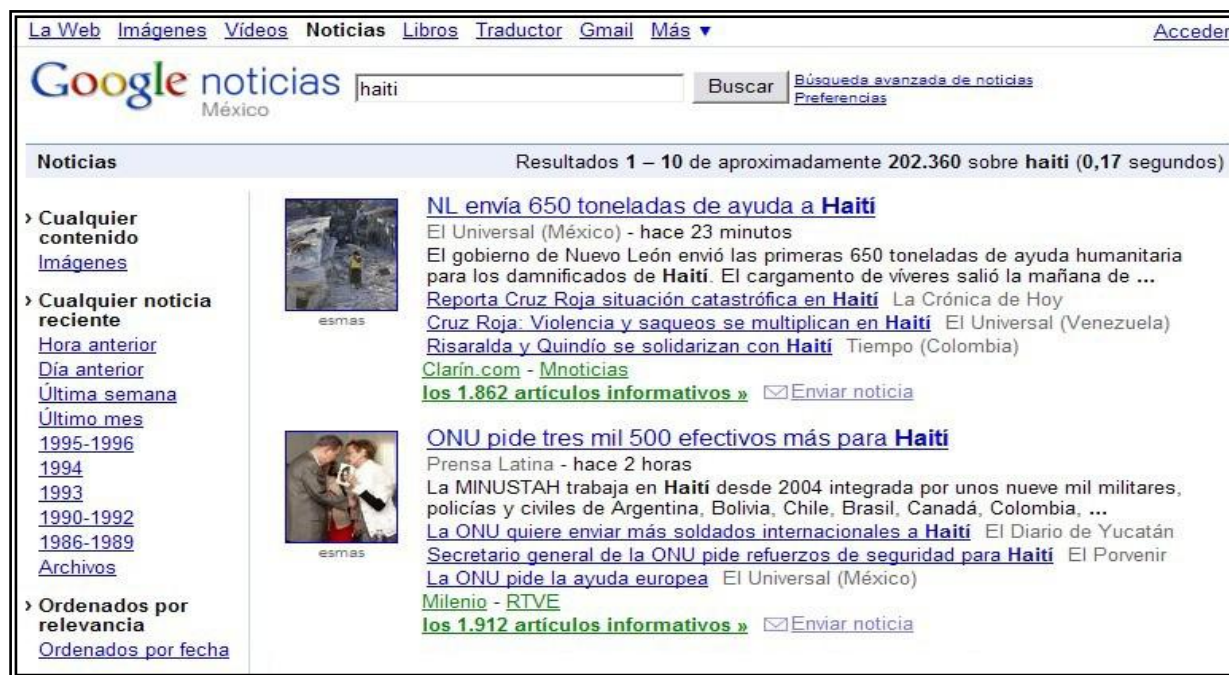 La Web Imágenes Vídeos Noticias Libros Traductor Gmail Más ▼ Acceder
Google noticias
México
haiti
Buscar
Búsqueda avanzada de noticias
Preferencias
Noticias
Resultados 1 – 10 de aproximadamente 202.360 sobre haiti (0,17 segundos)
› Cualquier
contenido
Imágenes
› Cualquier noticia
reciente
Hora anterior
Día anterior
Última semana
Último mes
1995-1996
1994
1993
1990-1992
1986-1989
Archivos
› Ordenados por
relevancia
Ordenados por fecha
esmas
NL envía 650 toneladas de ayuda a Haití
El Universal (México) - hace 23 minutos
El gobierno de Nuevo León envió las primeras 650 toneladas de ayuda humanitaria
para los damnificados de Haití. El cargamento de víveres salió la mañana de ...
Reporta Cruz Roja situación catastrófica en Haití La Crónica de Hoy
Cruz Roja: Violencia y saqueos se multiplican en Haití El Universal (Venezuela)
Risaralda y Quindío se solidarizan con Haití Tiempo (Colombia)
Clarín.com - Mnoticias
los 1.862 artículos informativos » Enviar noticia
esmas
ONU pide tres mil 500 efectivos más para Haití
Prensa Latina - hace 2 horas
La MINUSTAH trabaja en Haití desde 2004 integrada por unos nueve mil militares,
policías y civiles de Argentina, Bolivia, Chile, Brasil, Canadá, Colombia, ...
La ONU quiere enviar más soldados internacionales a Haití El Diario de Yucatán
Secretario general de la ONU pide refuerzos de seguridad para Haití El Porvenir
La ONU pide la ayuda europea El Universal (México)
Milenio - RTVE
los 1.912 artículos informativos » Enviar noticia